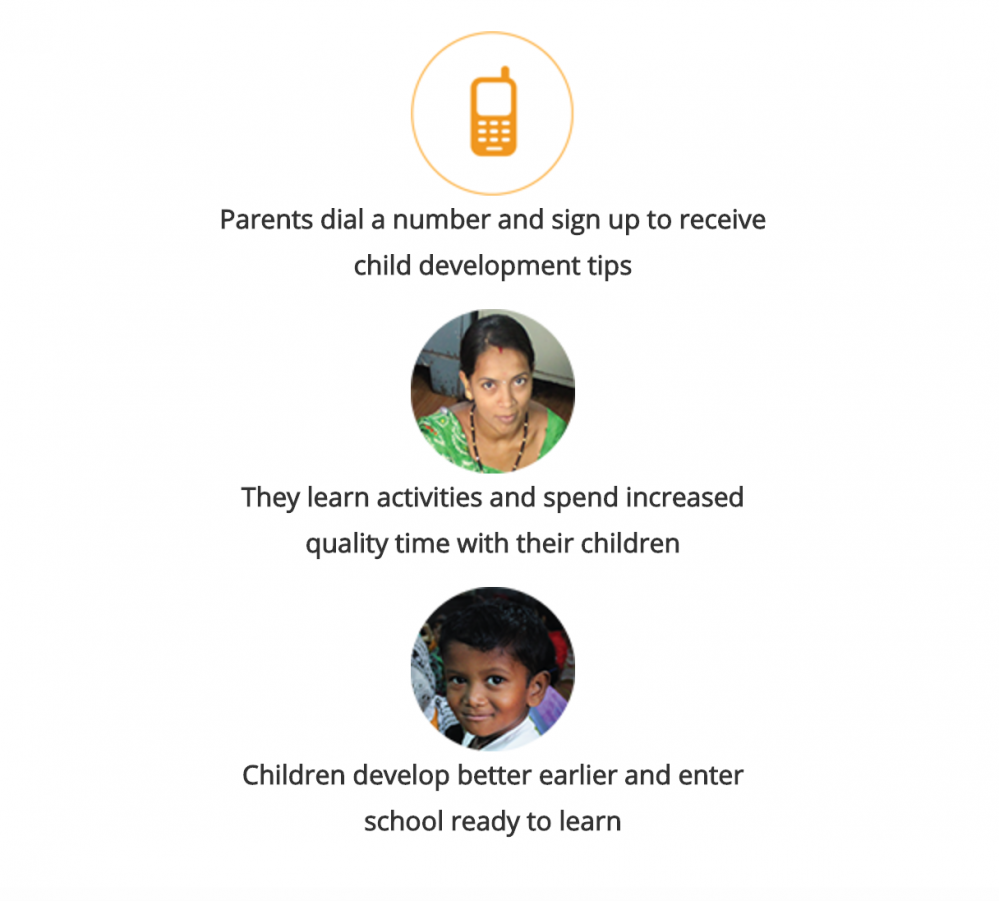 Parents dial a number and sign up to receive
child development tips
They learn activities and spend increased
quality time with their children
Children develop better earlier and enter
school ready to learn